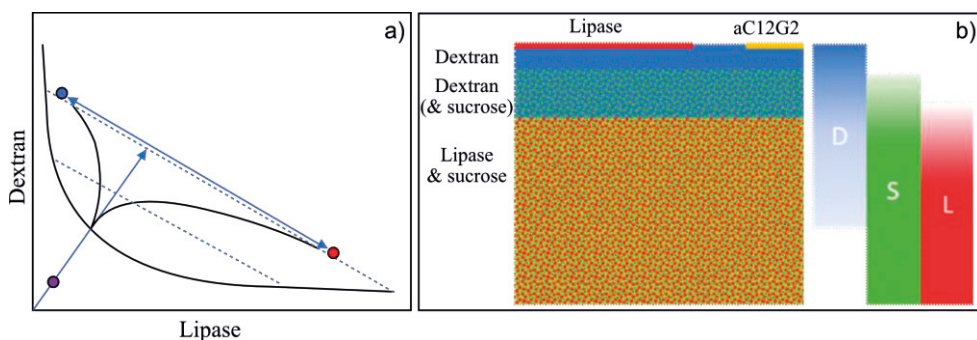 a)
Dextran
Lipase
Lipase aC12G2 b)
Dextran
Dextran
(& sucrose)
Lipase
& sucrose
D
S
L